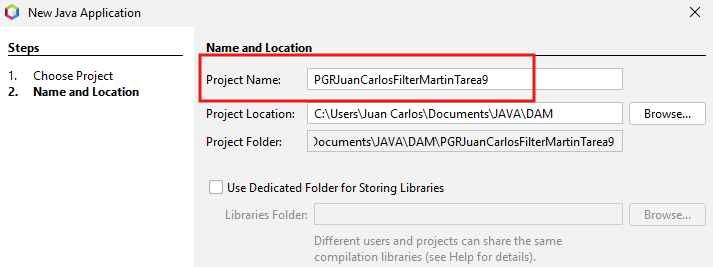 New Java Application
Steps
1. Choose Project
2. Name and Location
Name and Location
Project Name: PGRJuanCarlosFilterMartinTarea9
Project Location: C:\Users\Juan Carlos\Documents\JAVA\DAM Browse...
Project Folder: Documents\JAVA\DAM\PGRJuanCarlosFilterMartinTarea9
Use Dedicated Folder for Storing Libraries
Libraries Folder: Browse...
Different users and projects can share the same
compilation libraries (see Help for details).